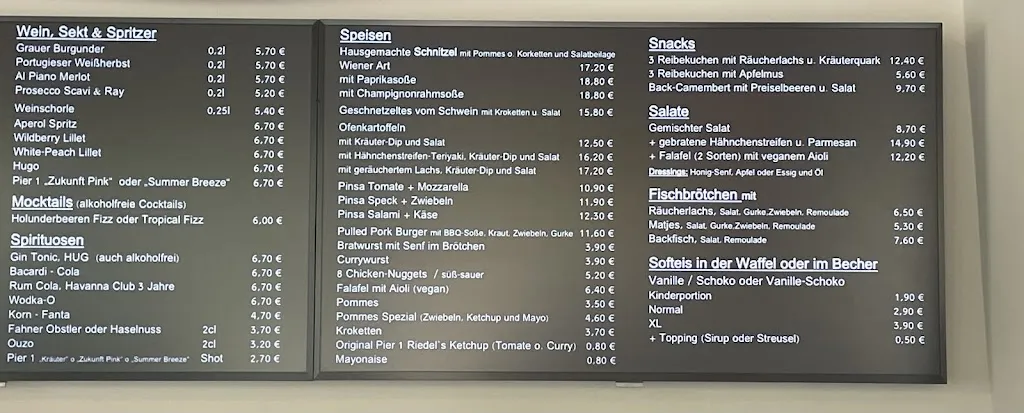 Wein, Sekt & Spritzer
Grauer Burgunder 0.2l 5.70 €
Portugieser Weißherbst 0.2l 5.70 €
Al Piano Merlot 0.2l 5.70 €
Prosecco Scavi & Ray 0.2l 5.20 €
Weinschorle 0.25l 5.40 €
Aperol Spritz 6.70 €
Wildberry Lillet 6.70 €
White-Peach Lillet 6.70 €
Hugo 6.70 €
Pier 1 „Zukunft Pink" oder „Summer Breeze" 6.70 €
Mocktails (alkoholfreie Cocktails)
Holunderbeeren Fizz oder Tropical Fizz 6,00 €
Spirituosen
Gin Tonic, HUG (auch alkoholfrei) 6.70 €
Bacardi - Cola 6.70 €
Rum Cola, Havanna Club 3 Jahre 6.70 €
Wodka-O 6.70 €
Korn - Fanta 4,70 €
Fahner Obstler oder Haselnuss 2cl 3.70 €
Ouzo 2cl 3.20 €
Pier 1 „Kräuter" o „Zukunft Pink" o „Summer Breeze" Shot 2.70 €
Speisen
Hausgemachte Schnitzel mit Pommes o. Korketten und Salatbeilage
Wiener Art 17,20 €
mit Paprikasoße 18,80 €
mit Champignonrahmsoße 18,80 €
Geschnetzeltes vom Schwein mit Kroketten u. Salat 15,80 €
Ofenkartoffeln
mit Kräuter-Dip und Salat 12,50 €
mit Hähnchenstreifen-Teriyaki, Kräuter-Dip und Salat 16,20 €
mit geräuchertem Lachs, Kräuter-Dip und Salat 17,20 €
Pinsa Tomate + Mozzarella 10,90 €
Pinsa Speck + Zwiebeln 11,90 €
Pinsa Salami + Käse 12,30 €
Pulled Pork Burger mit BBQ-Soße, Kraut, Zwiebeln, Gurke 11,60 €
Bratwurst mit Senf im Brötchen 3,90 €
Currywurst 3,90 €
8 Chicken-Nuggets / süß-sauer 5,20 €
Falafel mit Aioli (vegan) 6,40 €
Pommes 3,50 €
Pommes Spezial (Zwiebeln, Ketchup und Mayo) 4,60 €
Kroketten 3,70 €
Original Pier 1 Riedel`s Ketchup (Tomate o. Curry) 0.80 €
Mayonaise 0.80 €
Snacks
3 Reibekuchen mit Räucherlachs u. Kräuterquark 12,40 €
3 Reibekuchen mit Apfelmus 5,60 €
Back-Camembert mit Preiselbeeren u. Salat 9,70 €
Salate
Gemischter Salat 8,70 €
+ gebratene Hähnchenstreifen u. Parmesan 14,90 €
+ Falafel (2 Sorten) mit veganem Aioli 12,20 €
Dressings: Honig-Senf, Apfel oder Essig und Öl
Fischbrötchen mit
Räucherlachs, Salat, Gurke,Zwiebeln, Remoulade 6,50 €
Matjes, Salat, Gurke,Zwiebeln, Remoulade 5,30 €
Backfisch, Salat, Remoulade 7,60 €
Softeis in der Waffel oder im Becher
Vanille / Schoko oder Vanille-Schoko
Kinderportion 1,90 €
Normal 2,90 €
XL 3,90 €
+ Topping (Sirup oder Streusel) 0,50 €